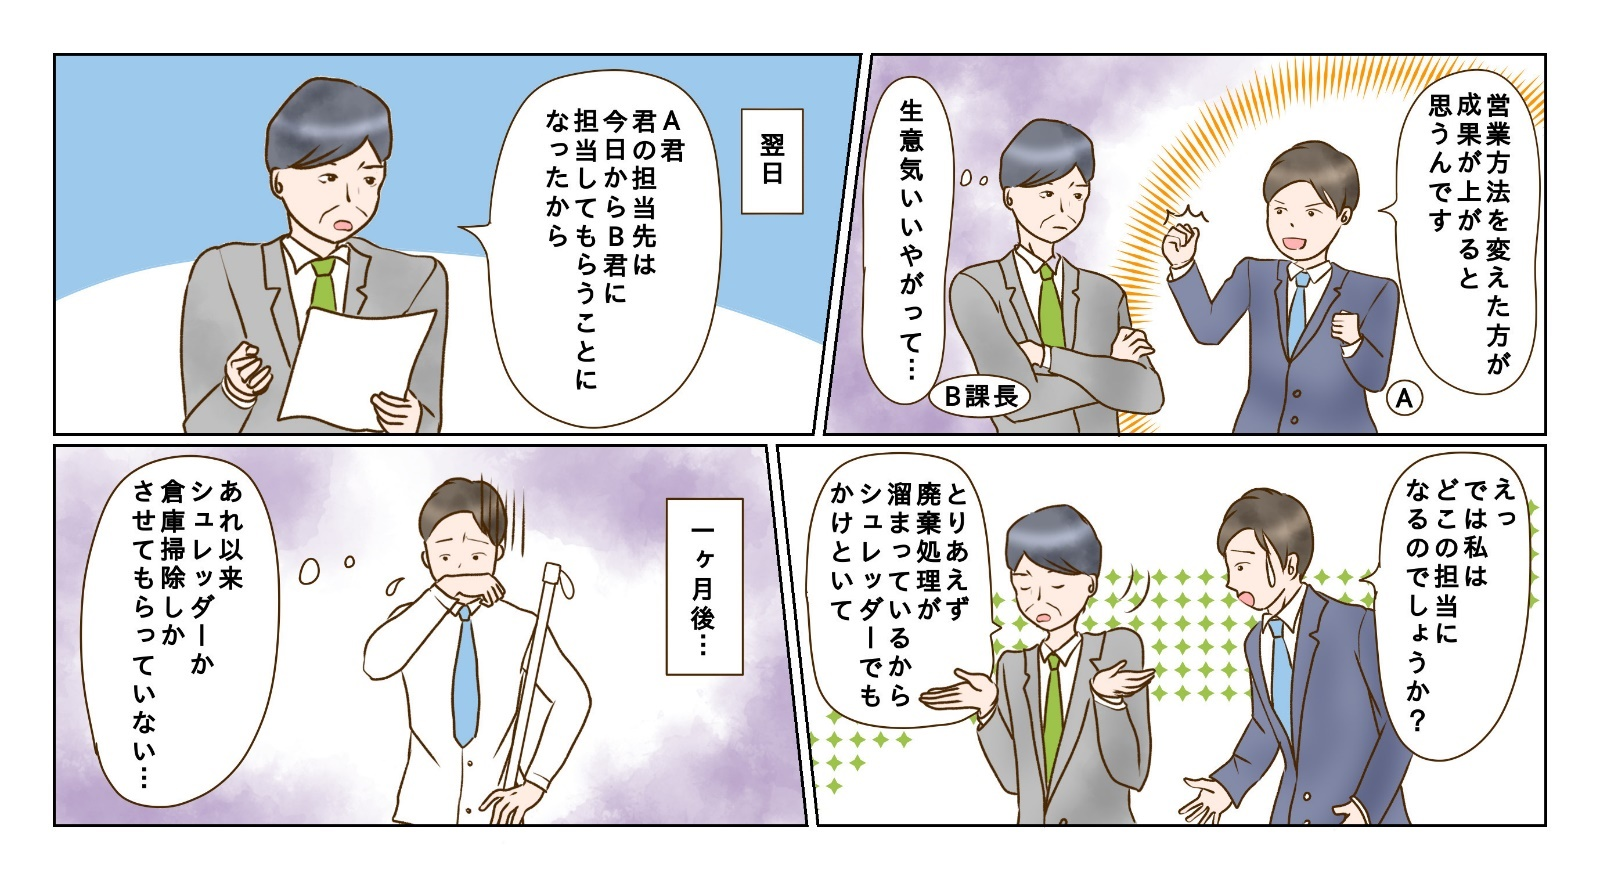 営業方法を変えた方が
成果が上がると
思うんです
A
生意気いいやがって…
B課長
翌日
A君
君の担当先は
今日からB君に
担当してもらうことに
なったから
えっ
では私は
どこの担当に
なるのでしょうか？
とりあえず
廃棄処理が
溜まっているから
シュレッダーでも
かけといて
一ヶ月後…
あれ以来
シュレッダーか
倉庫掃除しか
させてもらっていない…